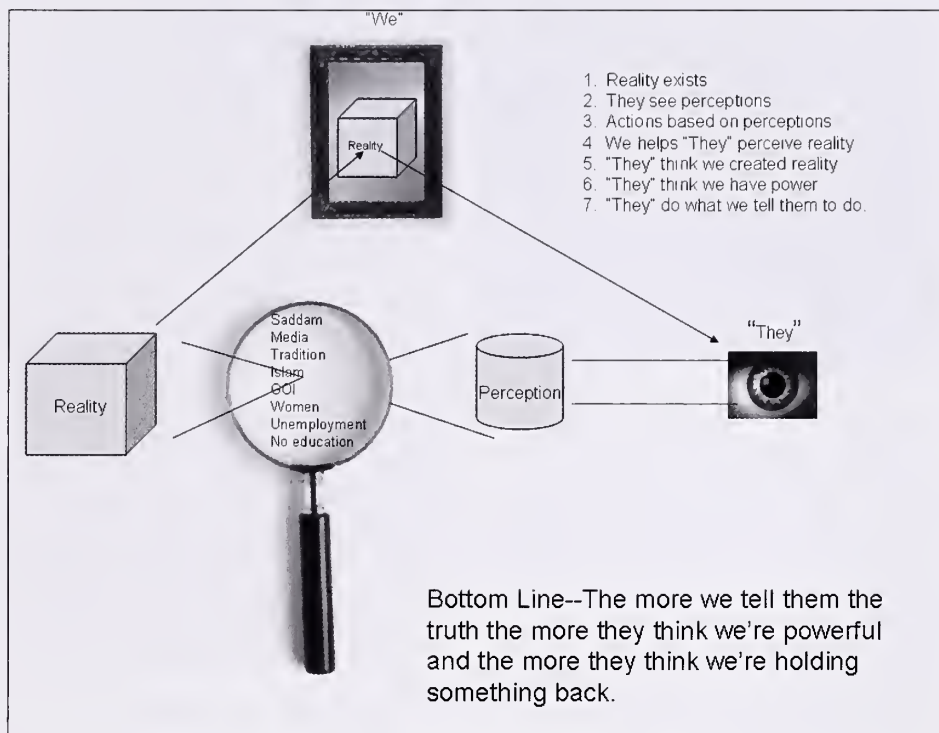 "We"
Reality
1. Reality exists
2. They see perceptions
3. Actions based on perceptions
4 We helps "They" perceive reality
5. "They" think we created reality
6. "They" think we have power
7. "They" do what we tell them to do.
Reality
Saddam
Media
Tradition
Islam
GOI
Women
Unemployment
No education
Perception
"They"
Bottom Line--The more we tell them the
truth the more they think we're powerful
and the more they think we're holding
something back.